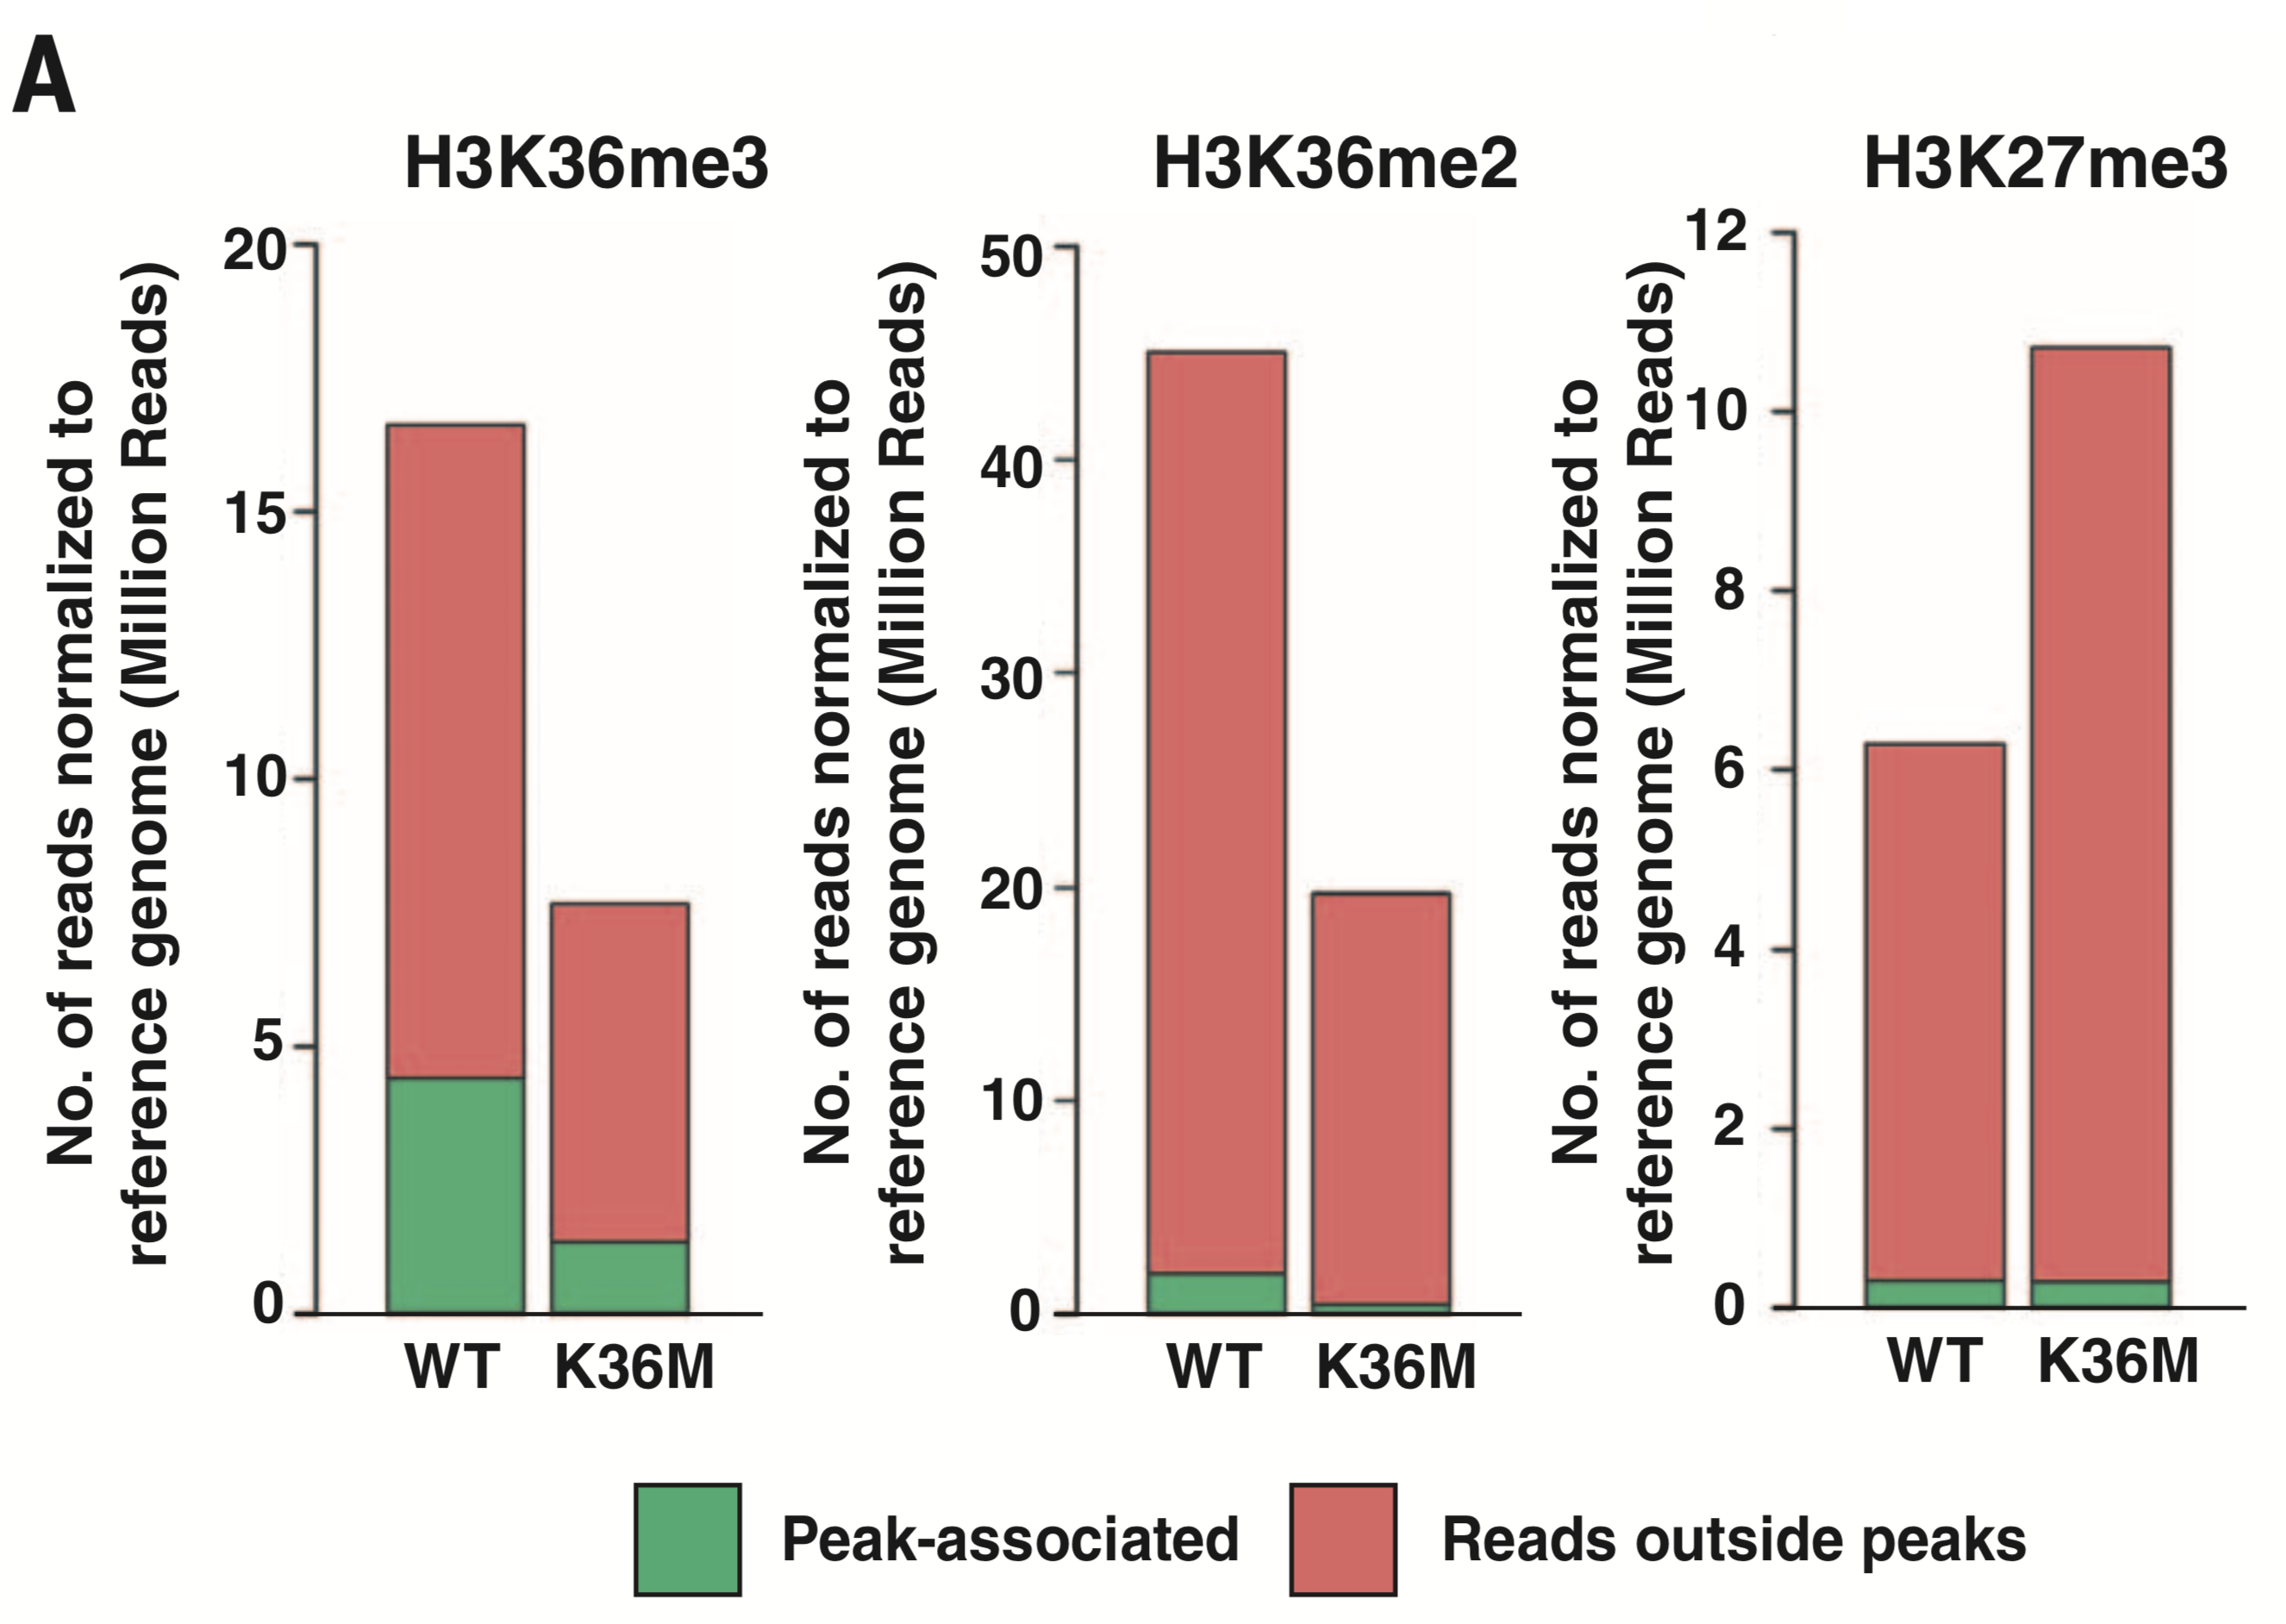 A
H3K36me3
No. of reads normalized to
reference genome (Million Reads)
20
15
10
5
0
WT K36M
H3K36me2
No. of reads normalized to
reference genome (Million Reads)
50
40
30
20
10
0
WT K36M
H3K27me3
No. of reads normalized to
reference genome (Million Reads)
12
10
8
6
4
2
0
WT K36M
Peak-associated
Reads outside peaks